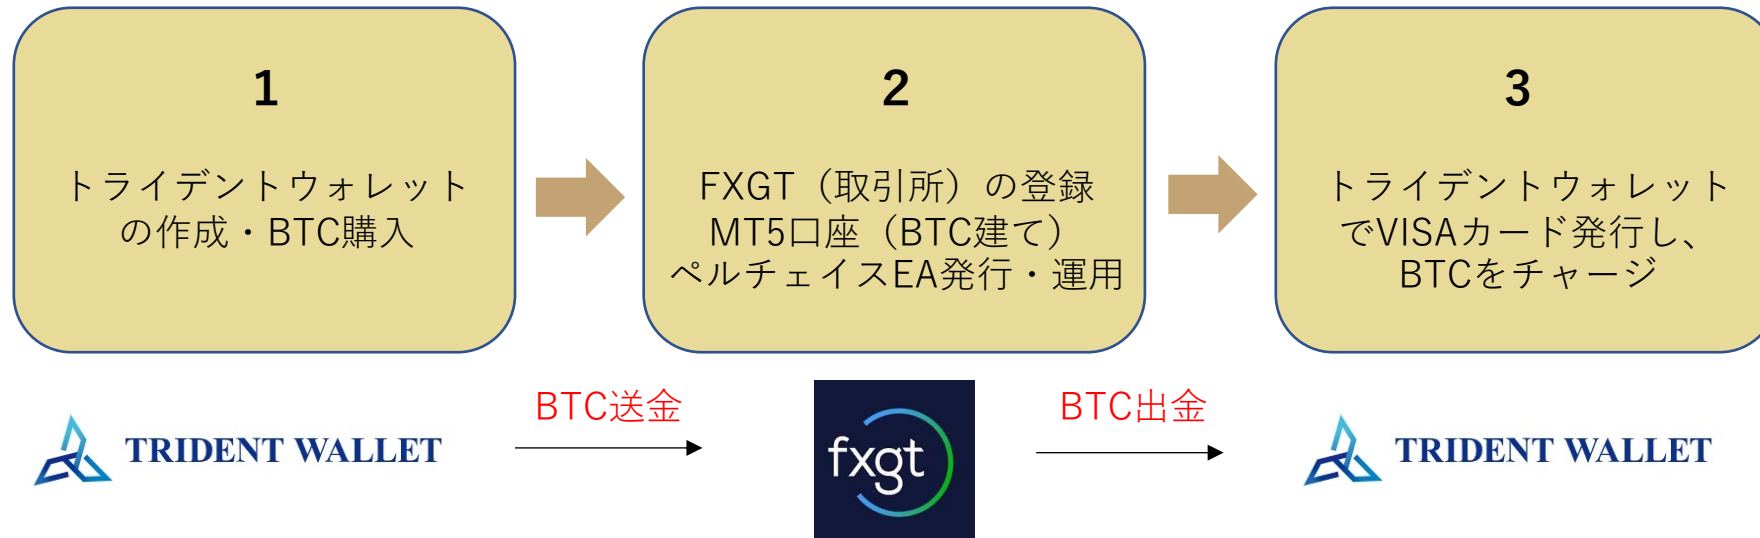 1
トライデントウォレット
の作成・BTC購入
2
FXGT（取引所）の登録
MT5口座（BTC建て）
ペルチェイスEA発行・運用
3
トライデントウォレット
でVISAカード発行し、
BTCをチャージ
TRIDENT WALLET
BTC送金
fxgt
BTC出金
TRIDENT WALLET